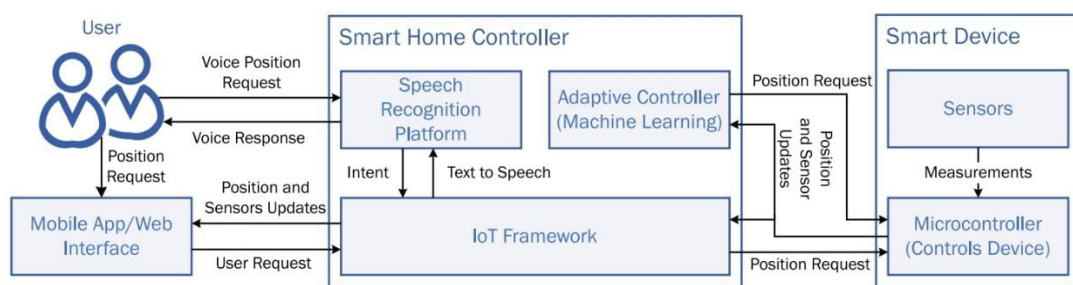 User
Smart Home Controller
Smart Device
Voice Position
Request
Speech
Recognition
Platform
Adaptive Controller
(Machine Learning)
Position Request
Sensors
Voice Response
Position
Request
Intent
Text to Speech
Position
and Sensor
Updates
Measurements
Position and
Sensors Updates
Mobile App/Web
Interface
IoT Framework
Microcontroller
(Controls Device)
User Request
Position Request